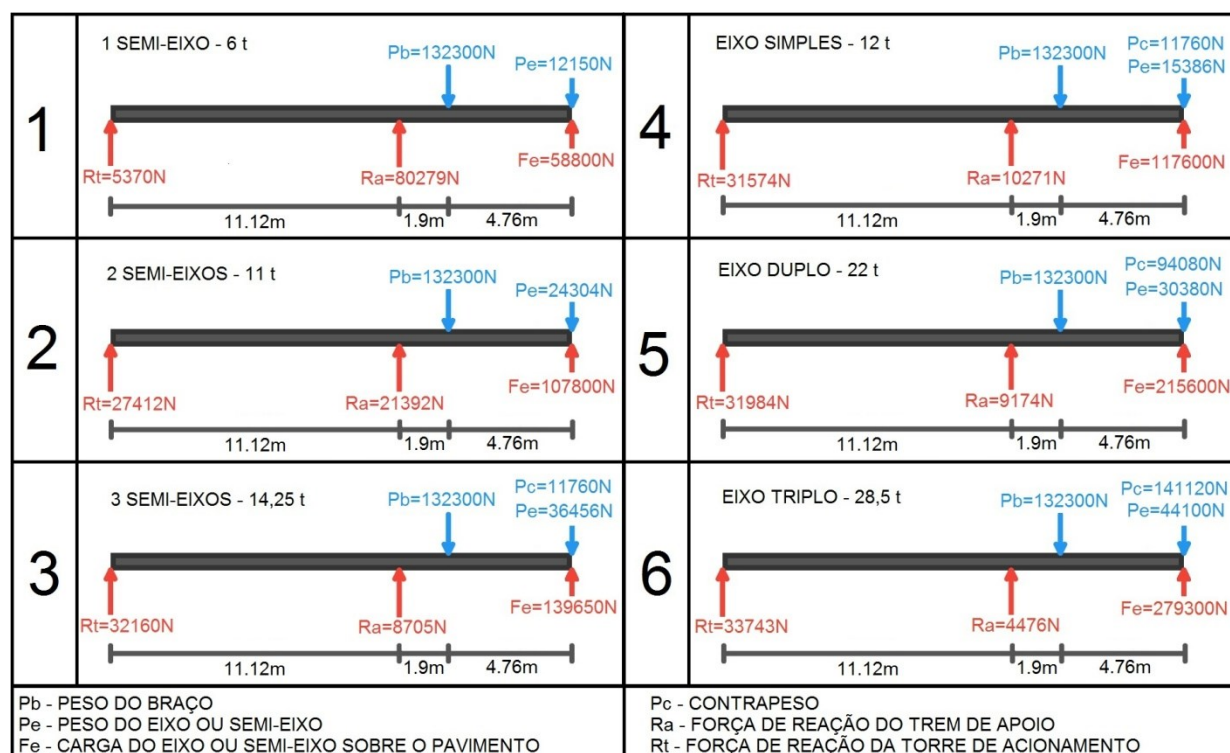 1
1 SEMI-EIXO - 6 t
Pb=132300N
Pe=12150N
Rt=5370N
Ra=80279N
Fe=58800N
11.12m
1.9m
4.76m
2
2 SEMI-EIXOS - 11 t
Pb=132300N
Pe=24304N
Rt=27412N
Ra=21392N
Fe=107800N
11.12m
1.9m
4.76m
3
3 SEMI-EIXOS - 14,25 t
Pb=132300N
Pc=11760N
Pe=36456N
Rt=32160N
Ra=8705N
Fe=139650N
11.12m
1.9m
4.76m
4
EIXO SIMPLES - 12 t
Pb=132300N
Pc=11760N
Pe=15386N
Rt=31574N
Ra=10271N
Fe=117600N
11.12m
1.9m
4.76m
5
EIXO DUPLO - 22 t
Pb=132300N
Pc=94080N
Pe=30380N
Rt=31984N
Ra=9174N
Fe=215600N
11.12m
1.9m
4.76m
6
EIXO TRIPLO - 28,5 t
Pb=132300N
Pc=141120N
Pe=44100N
Rt=33743N
Ra=4476N
Fe=279300N
11.12m
1.9m
4.76m
Pb - PESO DO BRAÇO
Pe - PESO DO EIXO OU SEMI-EIXO
Fe - CARGA DO EIXO OU SEMI-EIXO SOBRE O PAVIMENTO
Pc - CONTRAPESO
Ra - FORÇA DE REAÇÃO DO TREM DE APOIO
Rt - FORÇA DE REAÇÃO DA TORRE DE ACIONAMENTO